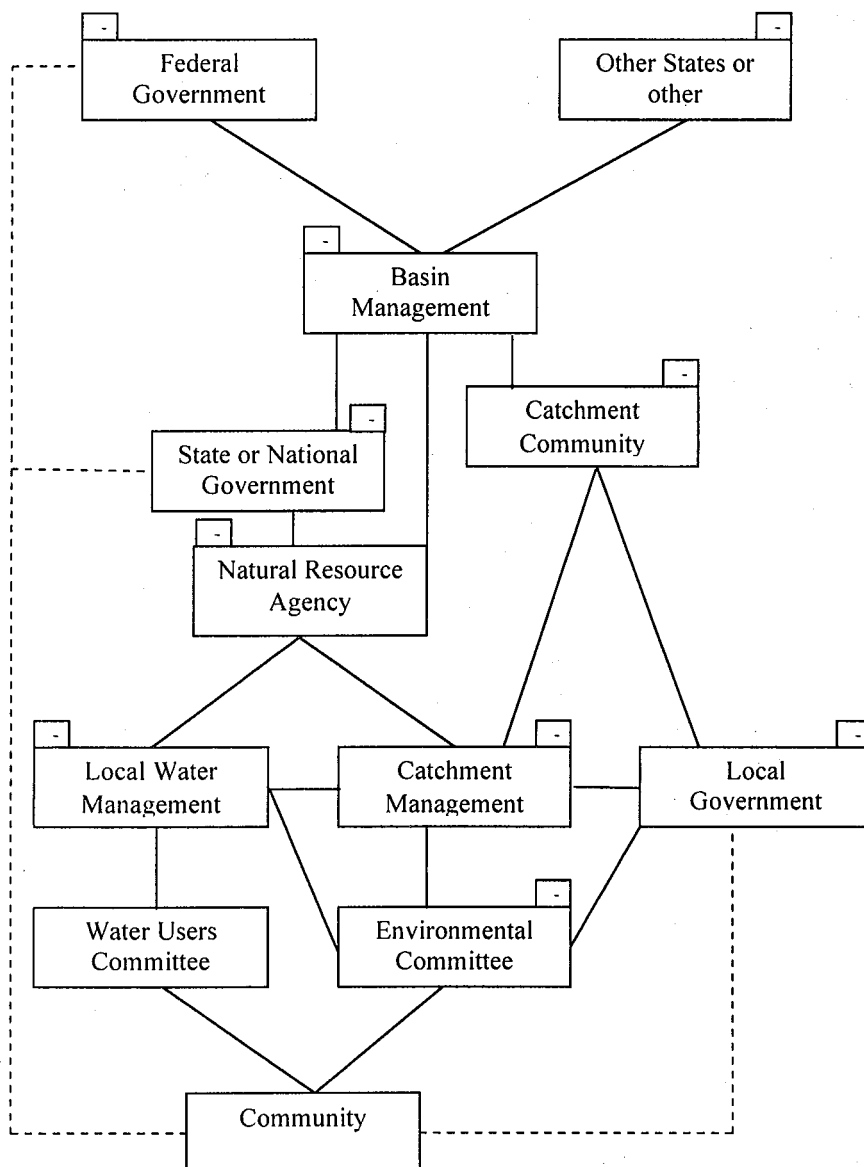 -
Federal
Government
-
Other States or
other
-
Basin
Management
-
Catchment
Community
-
State or National
Government
-
Natural Resource
Agency
-
Local Water
Management
-
Catchment
Management
-
Local
Government
Water Users
Committee
-
Environmental
Committee
Community